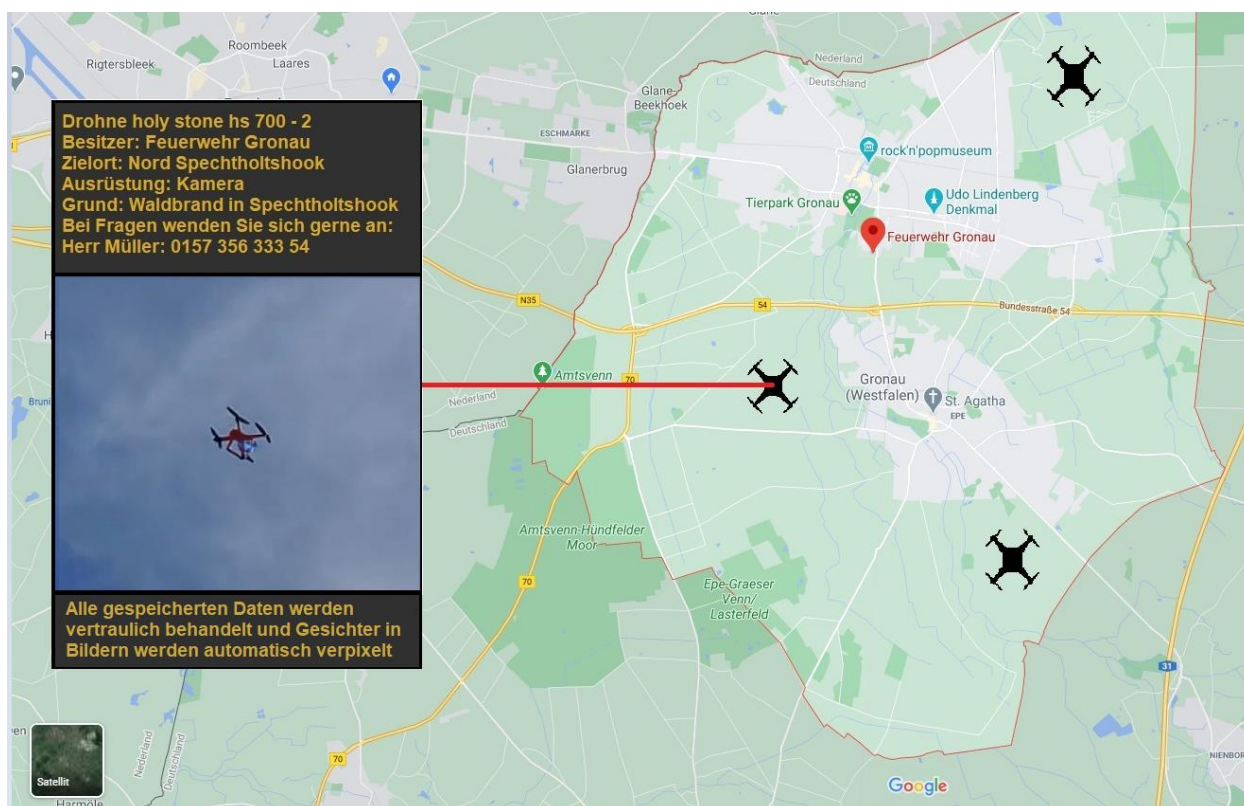 Drohne holy stone hs 700 - 2
Besitzer: Feuerwehr Gronau
Zielort: Nord Spechtholtshook
Ausrüstung: Kamera
Grund: Waldbrand in Spechtholtshook
Bei Fragen wenden Sie sich gerne an:
Herr Müller: 0157 356 333 54
Alle gespeicherten Daten werden
vertraulich behandelt und Gesichter in
Bildern werden automatisch verpixelt
Roombeek
Rigtersbleek
Laares
Glane
Nederland
Deutschland
Glane-
Beekhoek
ESCHMARKE
Glanerbrug
rock'n'popmuseum
Tierpark Gronau
Udo Lindenberg
Denkmal
Feuerwehr Gronau
N35
54
Bundesstraße 54
Amtsvenn
70
Nederland
Deutschland
Gronau
(Westfalen)
St. Agatha
EPE
Amtsvenn-Hündfelder
Moor
70
Epe-Graeser
Venn/
Lasterfeld
31
70
Nederland
Deutschland
Satellit
Harmöle
Google
NIENBOR